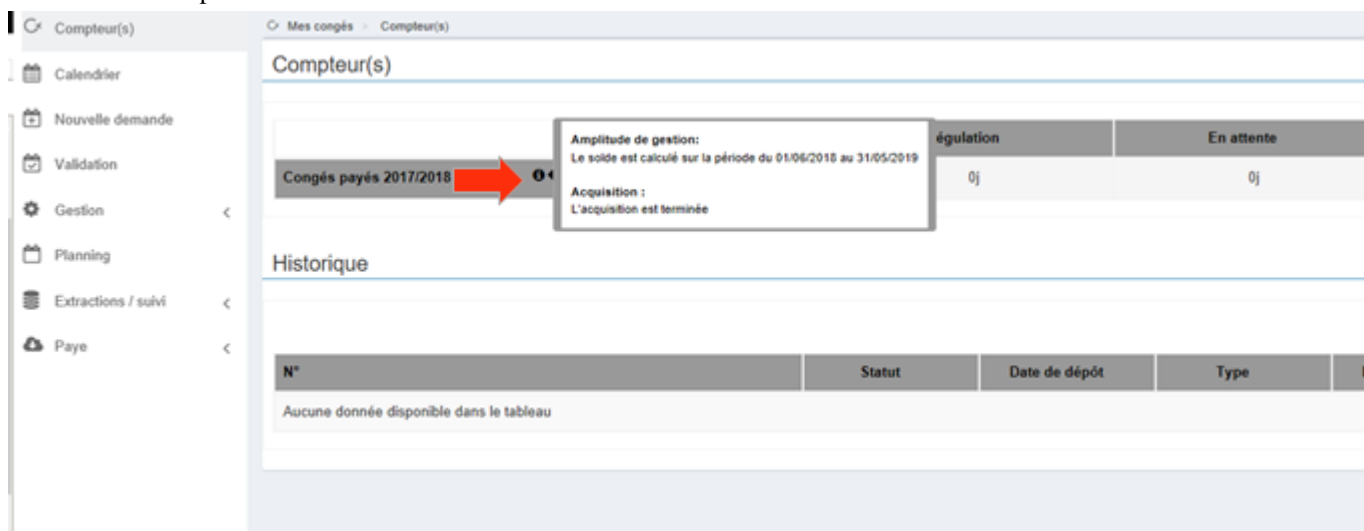 Compteur(s)
Calendrier
Nouvelle demande
Validation
Gestion
Planning
Extractions / suivi
Paye
Mes congés > Compteur(s)
Compteur(s)
égulation En attente
Congés payés 2017/2018 0j 0j
Amplitude de gestion:
Le solde est calculé sur la période du 01/06/2018 au 31/05/2019
Acquisition :
L'acquisition est terminée
Historique
N° Statut Date de dépôt Type
Aucune donnée disponible dans le tableau